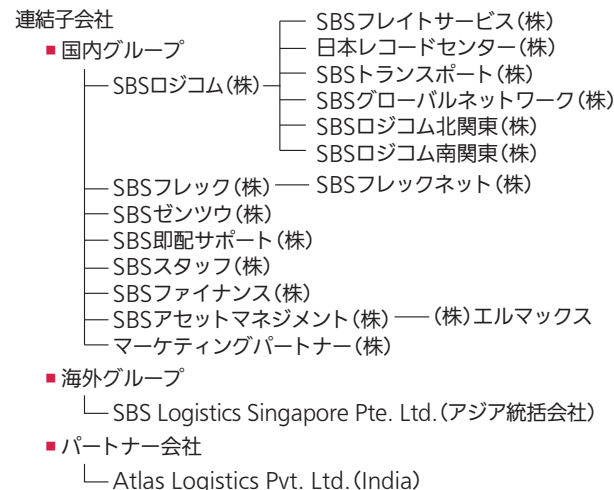 連結子会社
■国内グループ
SBSロジコム(株)
SBSフレイトサービス(株)
日本レコードセンター(株)
SBSトランスポート(株)
SBSグローバルネットワーク(株)
SBSロジコム北関東(株)
SBSロジコム南関東(株)
SBSフレック(株)
SBSフレックネット(株)
SBSゼンツウ(株)
SBS即配サポート(株)
SBSスタッフ(株)
SBSファイナンス(株)
SBSアセットマネジメント(株)
(株)エルマックス
マーケティングパートナー(株)
■海外グループ
SBS Logistics Singapore Pte. Ltd.(アジア統括会社)
■パートナー会社
Atlas Logistics Pvt. Ltd.(India)